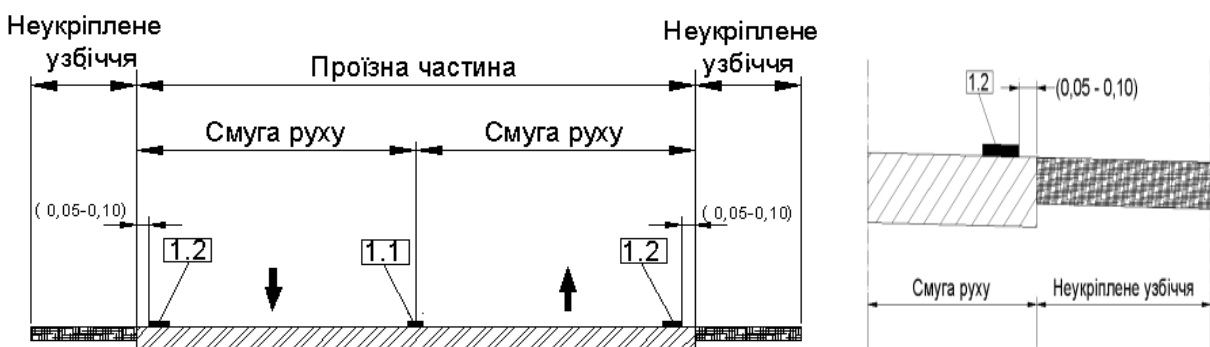 Неукріплене
узбіччя
Проїзна частина
Неукріплене
узбіччя
Смуга руху
Смуга руху
( 0,05-0,10)
( 0,05-0,10)
1.2
1.1
1.2
1.2
(0,05 - 0,10)
Смуга руху
Неукріплене узбіччя